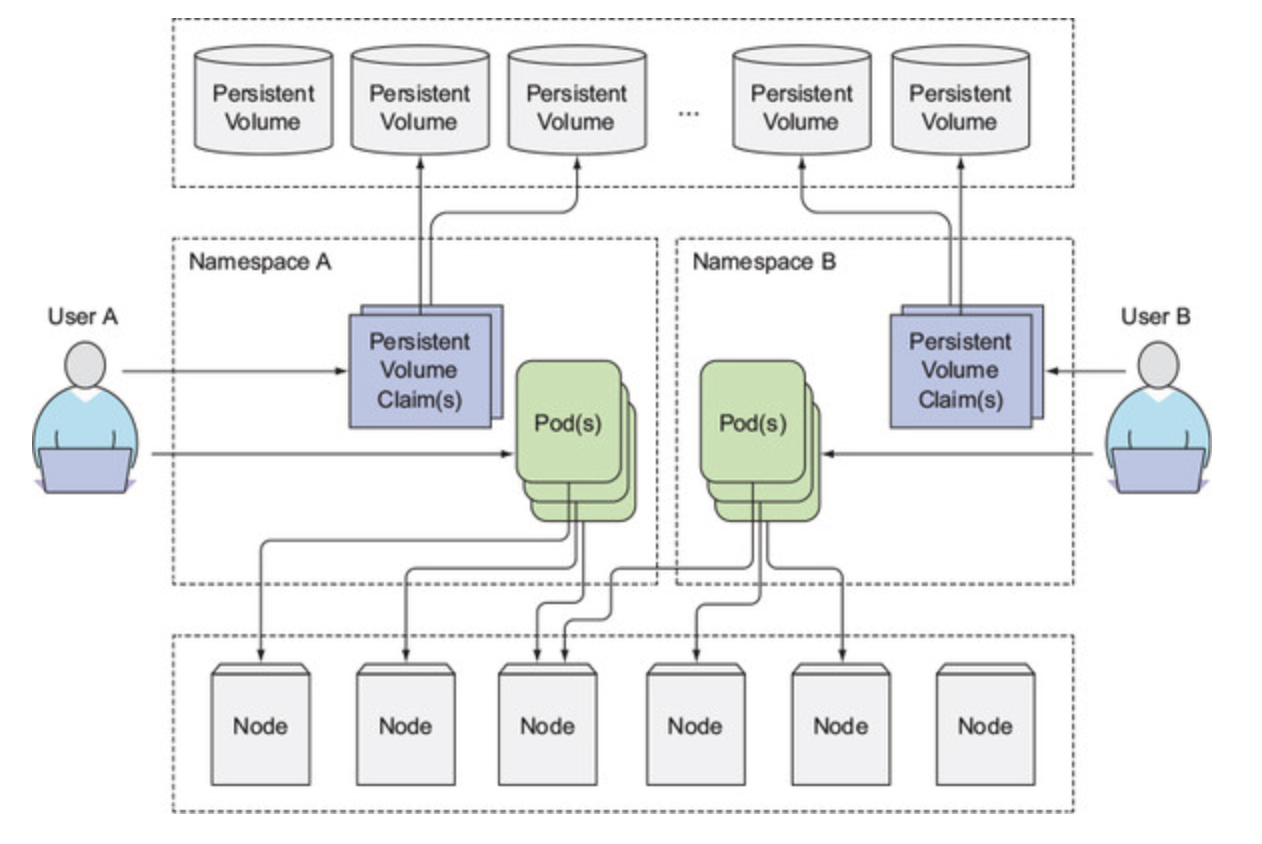 Persistent
Volume
Persistent
Volume
Persistent
Volume
...
Persistent
Volume
Persistent
Volume
Namespace A
Namespace B
User A
User B
Persistent
Volume
Claim(s)
Persistent
Volume
Claim(s)
Pod(s)
Pod(s)
Node
Node
Node
Node
Node
Node